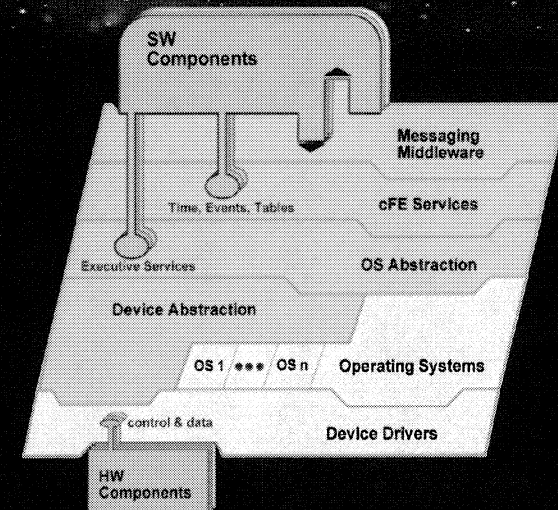 SW
Components
Messaging
Middleware
Time, Events, Tables
cFE Services
Executive Services
OS Abstraction
Device Abstraction
OS 1 ●●● OS n Operating Systems
control & data
Device Drivers
HW
Components